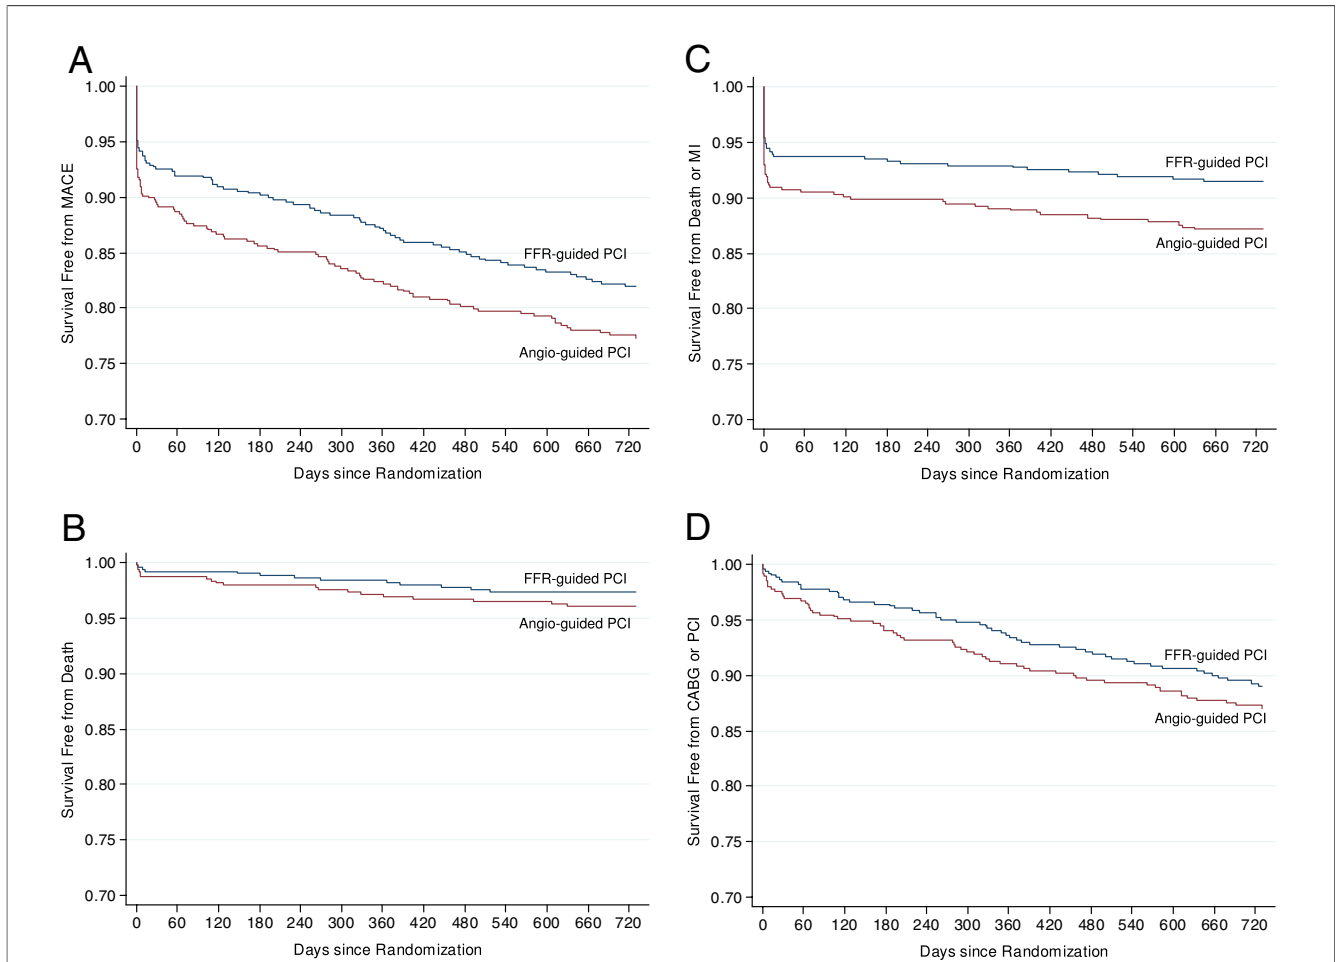 A
1.00
0.95
0.90
0.85
0.80
0.75
0.70
Survival Free from MACE
FFR-guided PCI
Angio-guided PCI
0 60 120 180 240 300 360 420 480 540 600 660 720
Days since Randomization
C
1.00
0.95
0.90
0.85
0.80
0.75
0.70
Survival Free from Death or MI
FFR-guided PCI
Angio-guided PCI
0 60 120 180 240 300 360 420 480 540 600 660 720
Days since Randomization
B
1.00
0.95
0.90
0.85
0.80
0.75
0.70
Survival Free from Death
FFR-guided PCI
Angio-guided PCI
0 60 120 180 240 300 360 420 480 540 600 660 720
Days since Randomization
D
1.00
0.95
0.90
0.85
0.80
0.75
0.70
Survival Free from CABG or PCI
FFR-guided PCI
Angio-guided PCI
0 60 120 180 240 300 360 420 480 540 600 660 720
Days since Randomization